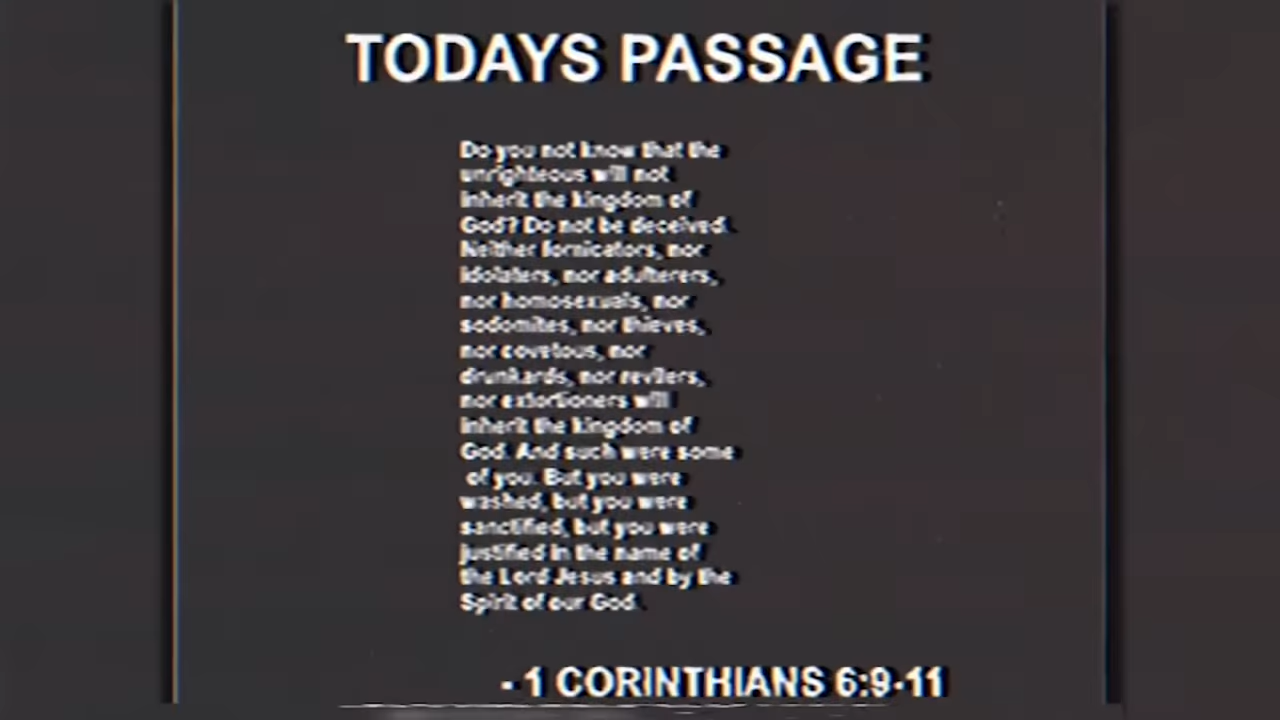 TODAYS PASSAGE
Do you not know that the
unrighteous will not
inherit the kingdom of
God? Do not be deceived.
Neither fornicators, nor
idolaters, nor adulterers,
nor homosexuals, nor
sodomites, nor thieves,
nor covetous, nor
drunkards, nor revilers,
nor extortioners will
inherit the kingdom of
God. And such were some
of you. But you were
washed, but you were
sanctified, but you were
justified in the name of
the Lord Jesus and by the
Spirit of our God.
- 1 CORINTHIANS 6:9-11